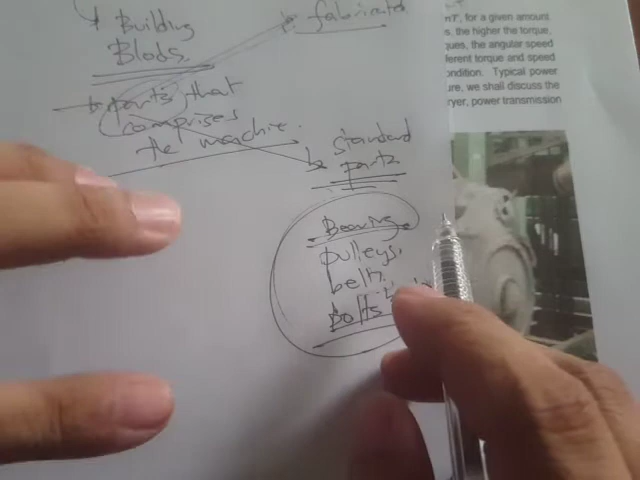 Building
Blocks.
fabricated
parts that
comprises
the machine.
standard
parts
Bearing
pulleys,
belts
bolts
for a given amount
the higher the torque,
ques, the angular speed
ferent torque and speed
ondition. Typical power
ure, we shall discuss the
ryer, power transmission